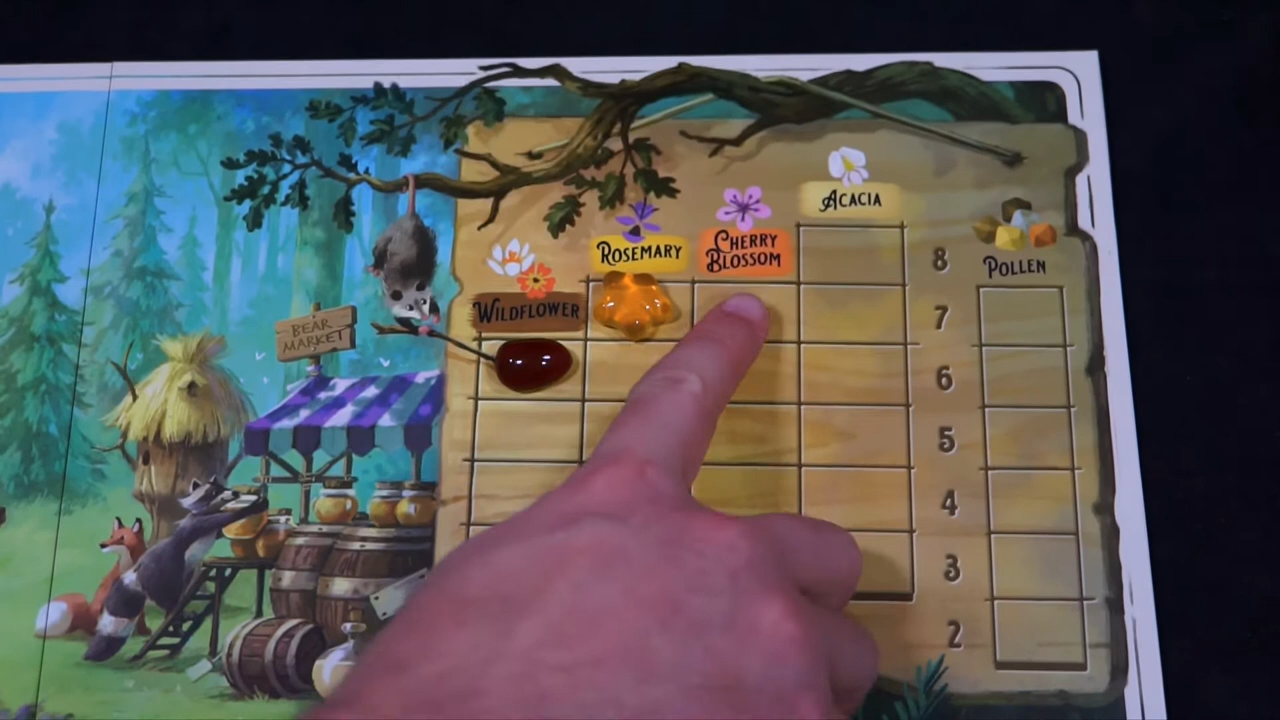 ACACIA
ROSEMARY
CHERRY
BLOSSOM
WILDFLOWER
POLLEN
BEAR
MARKET
8
7
6
5
4
3
2